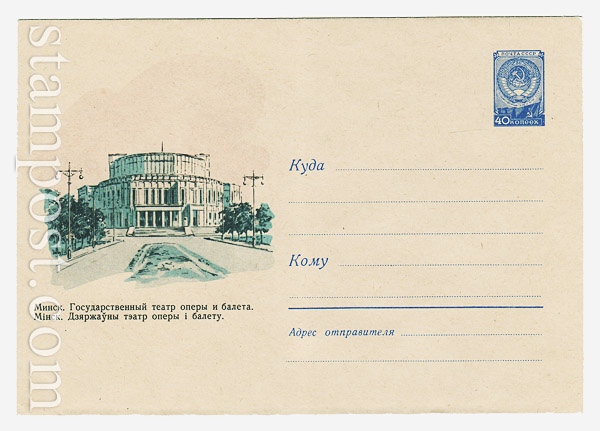 ПОЧТА СССР
40 КОПЕЕК
Куда
Кому
Адрес отправителя
Минск. Государственный театр оперы и балета.
Мінск. Дзяржаўны тэатр оперы і балету.
stampost.com